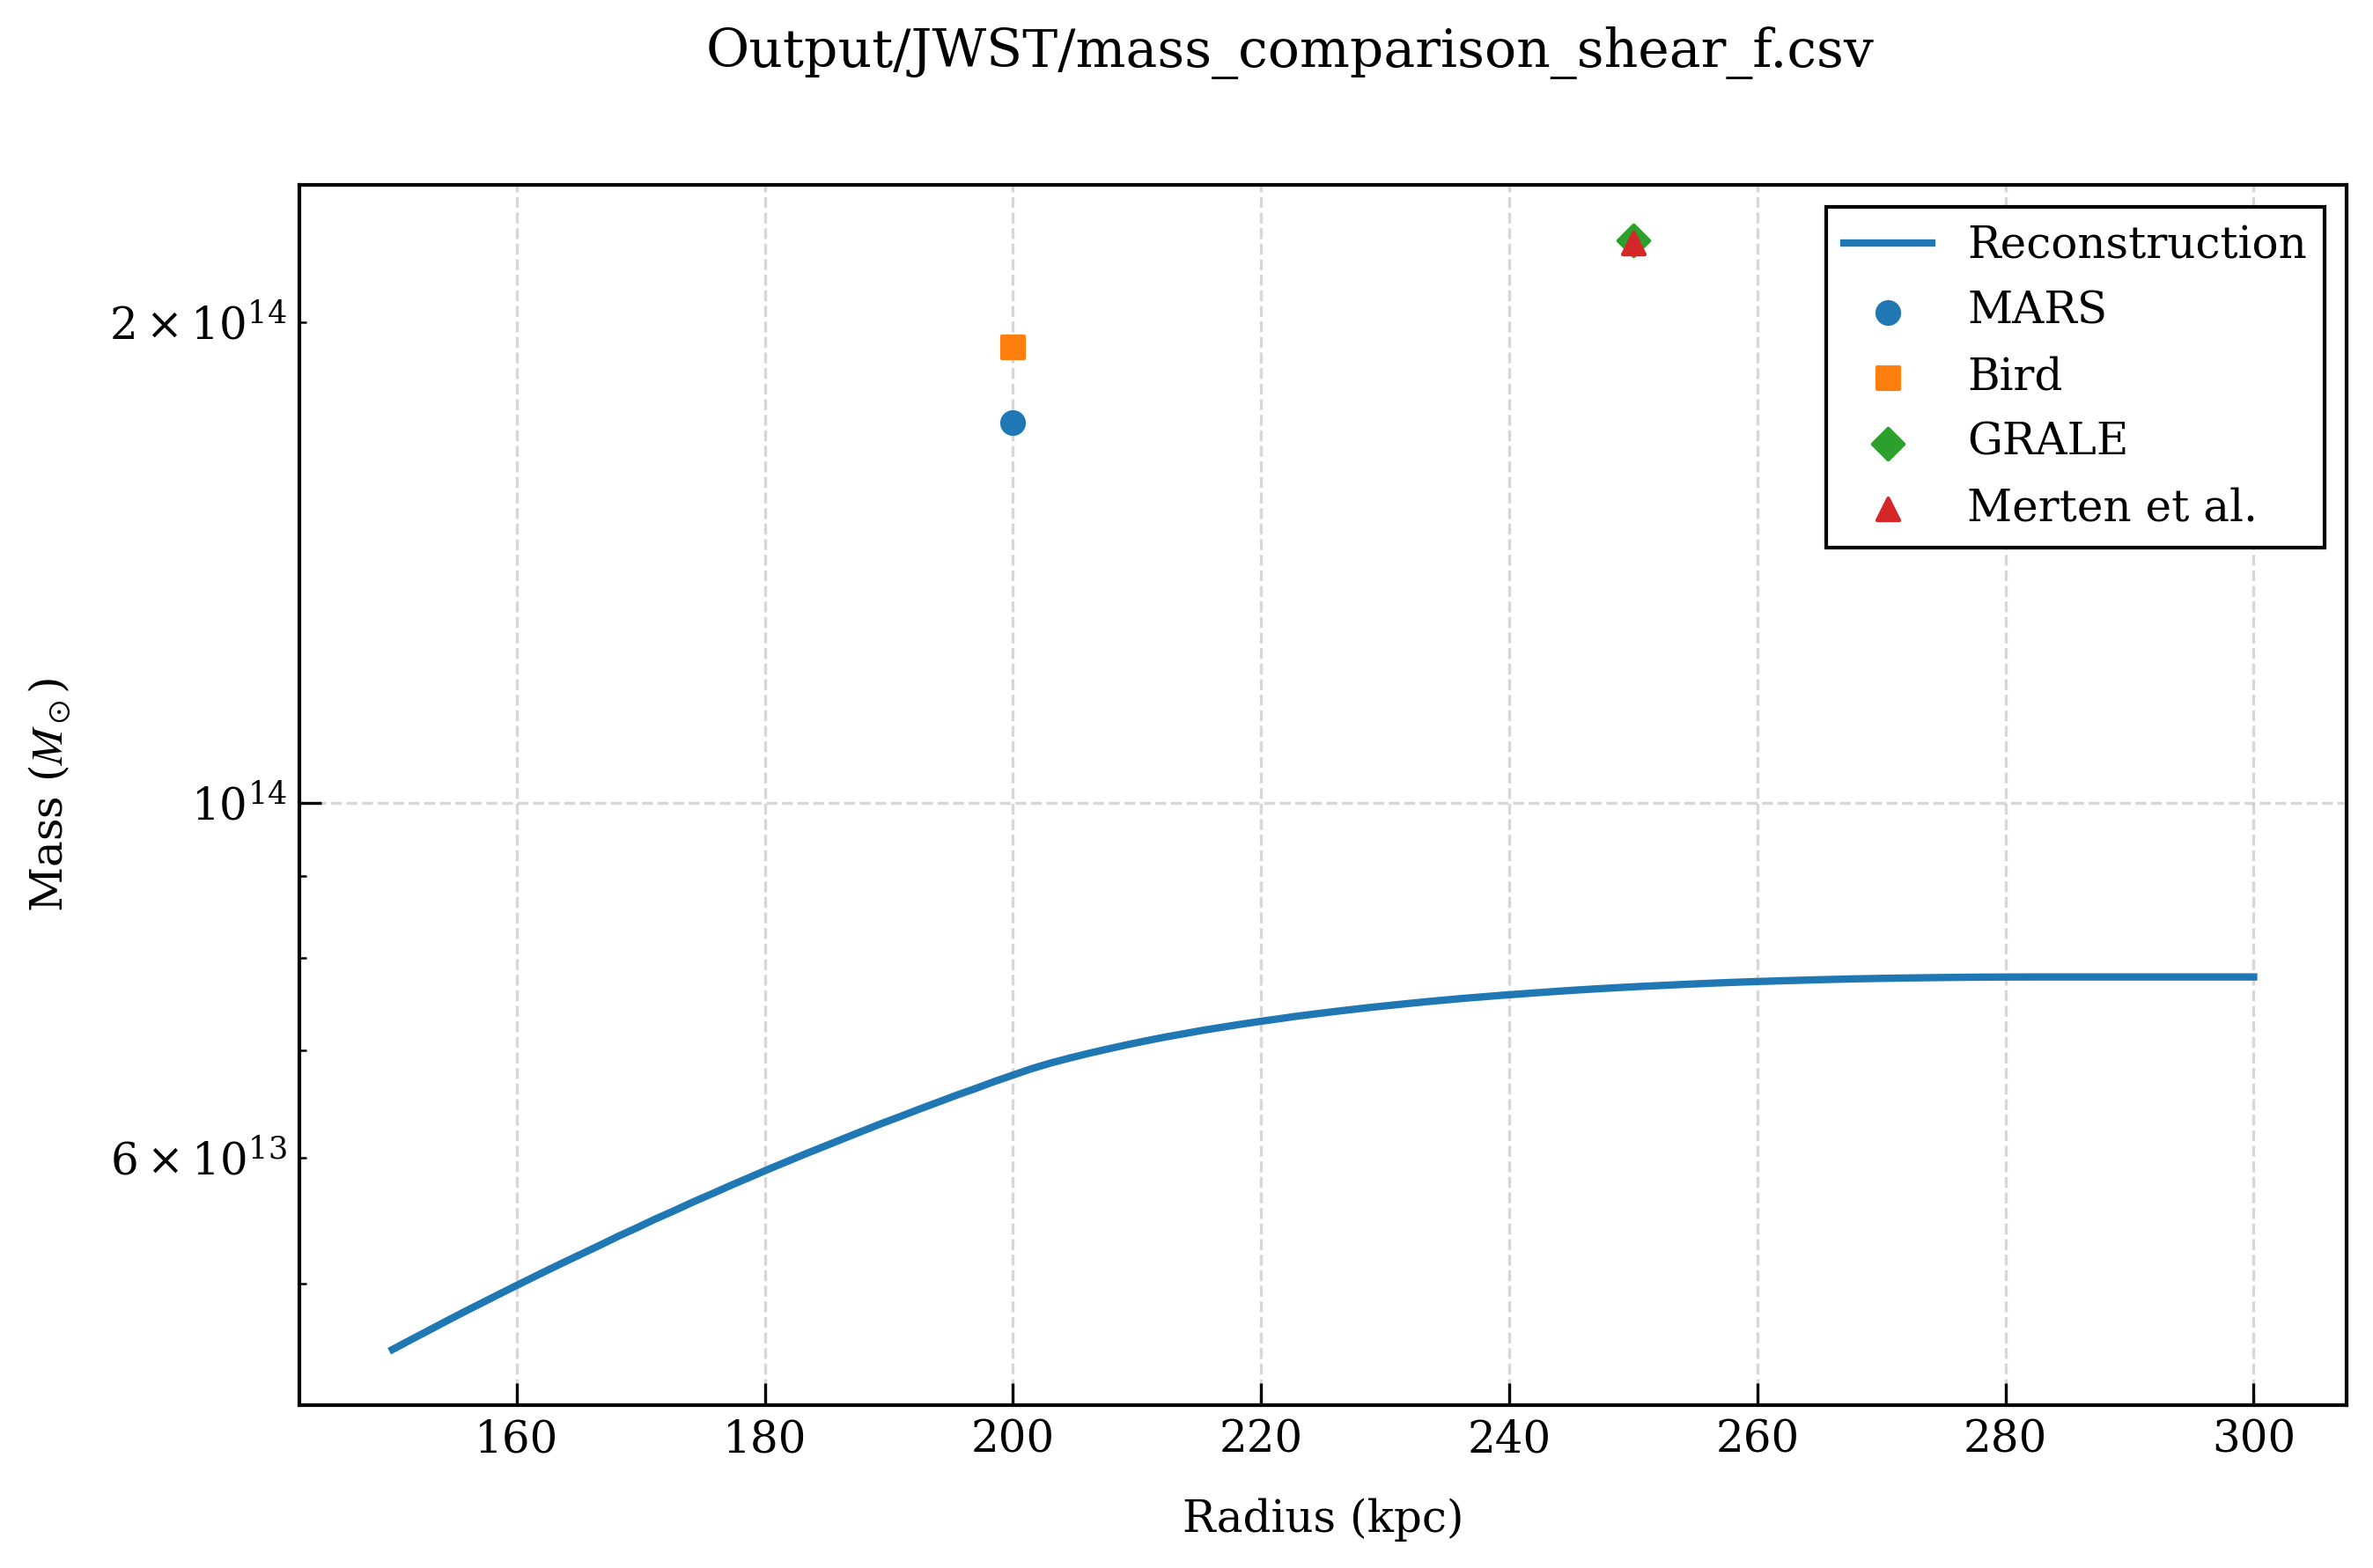 Output/JWST/mass_comparison_shear_f.csv
Reconstruction
MARS
Bird
GRALE
Merten et al.
2 × 10¹⁴
10¹⁴
6 × 10¹³
Mass (M⊙)
160 180 200 220 240 260 280 300
Radius (kpc)